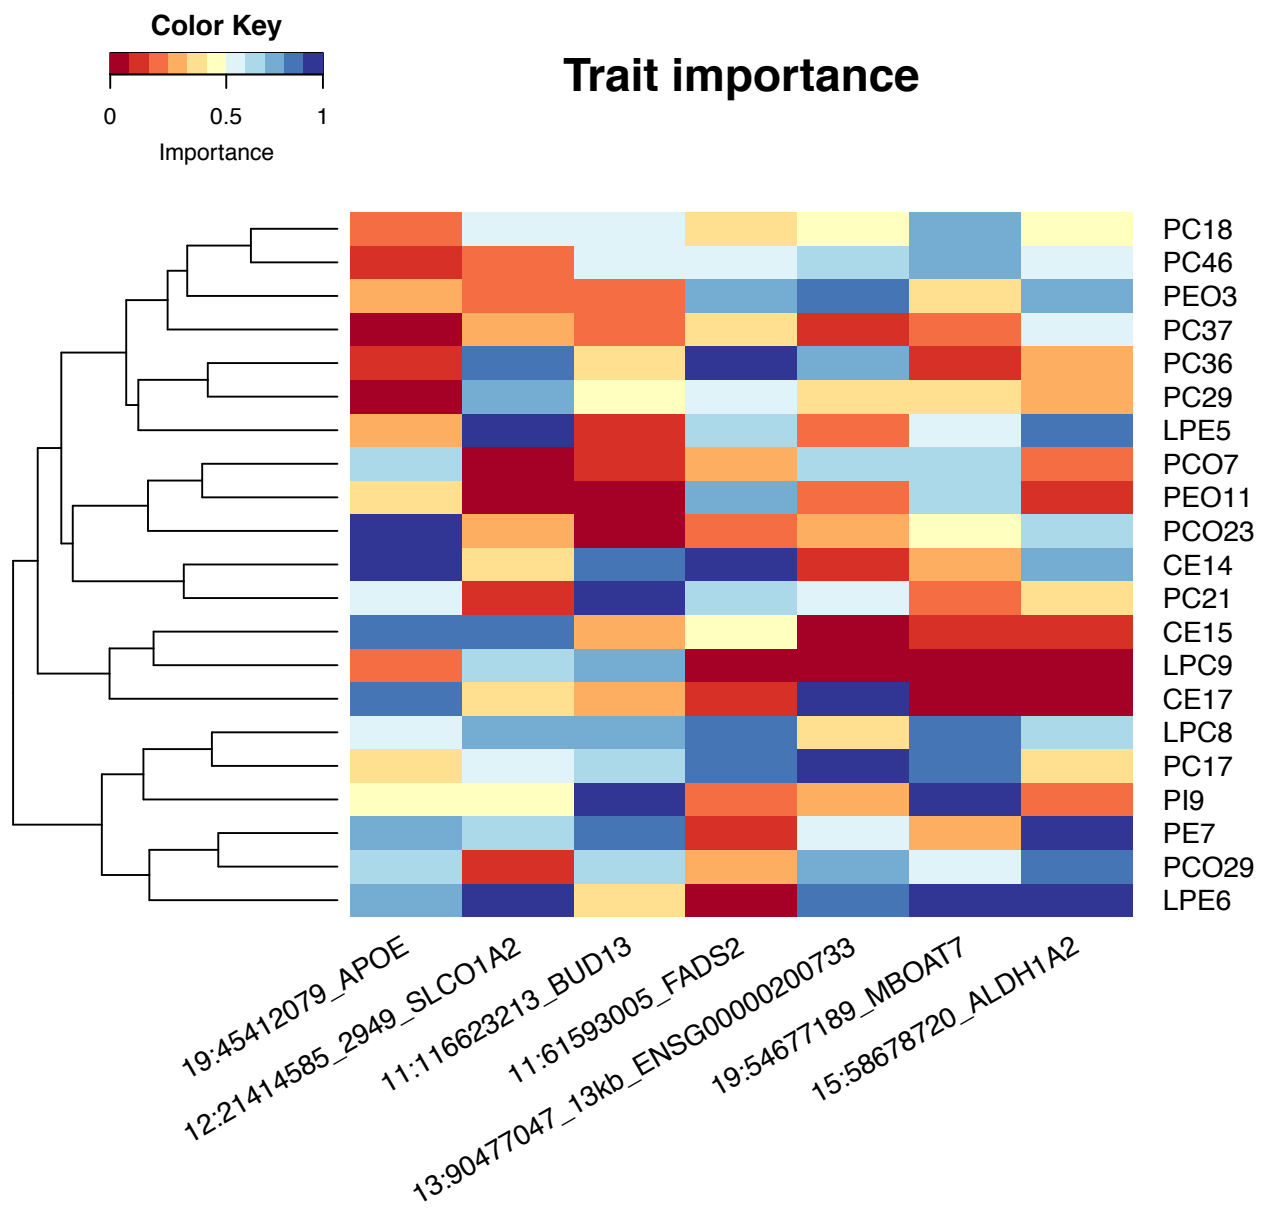 Color Key
0 0.5 1
Importance
Trait importance
PC18
PC46
PEO3
PC37
PC36
PC29
LPE5
PCO7
PEO11
PCO23
CE14
PC21
CE15
LPC9
CE17
LPC8
PC17
PI9
PE7
PCO29
LPE6
19:45412079_APOE
12:21414585_2949_SLCO1A2
11:116623213_BUD13
11:61593005_FADS2
13:90477047_13kb_ENSG00000200733
19:54677189_MBOAT7
15:58678720_ALDH1A2